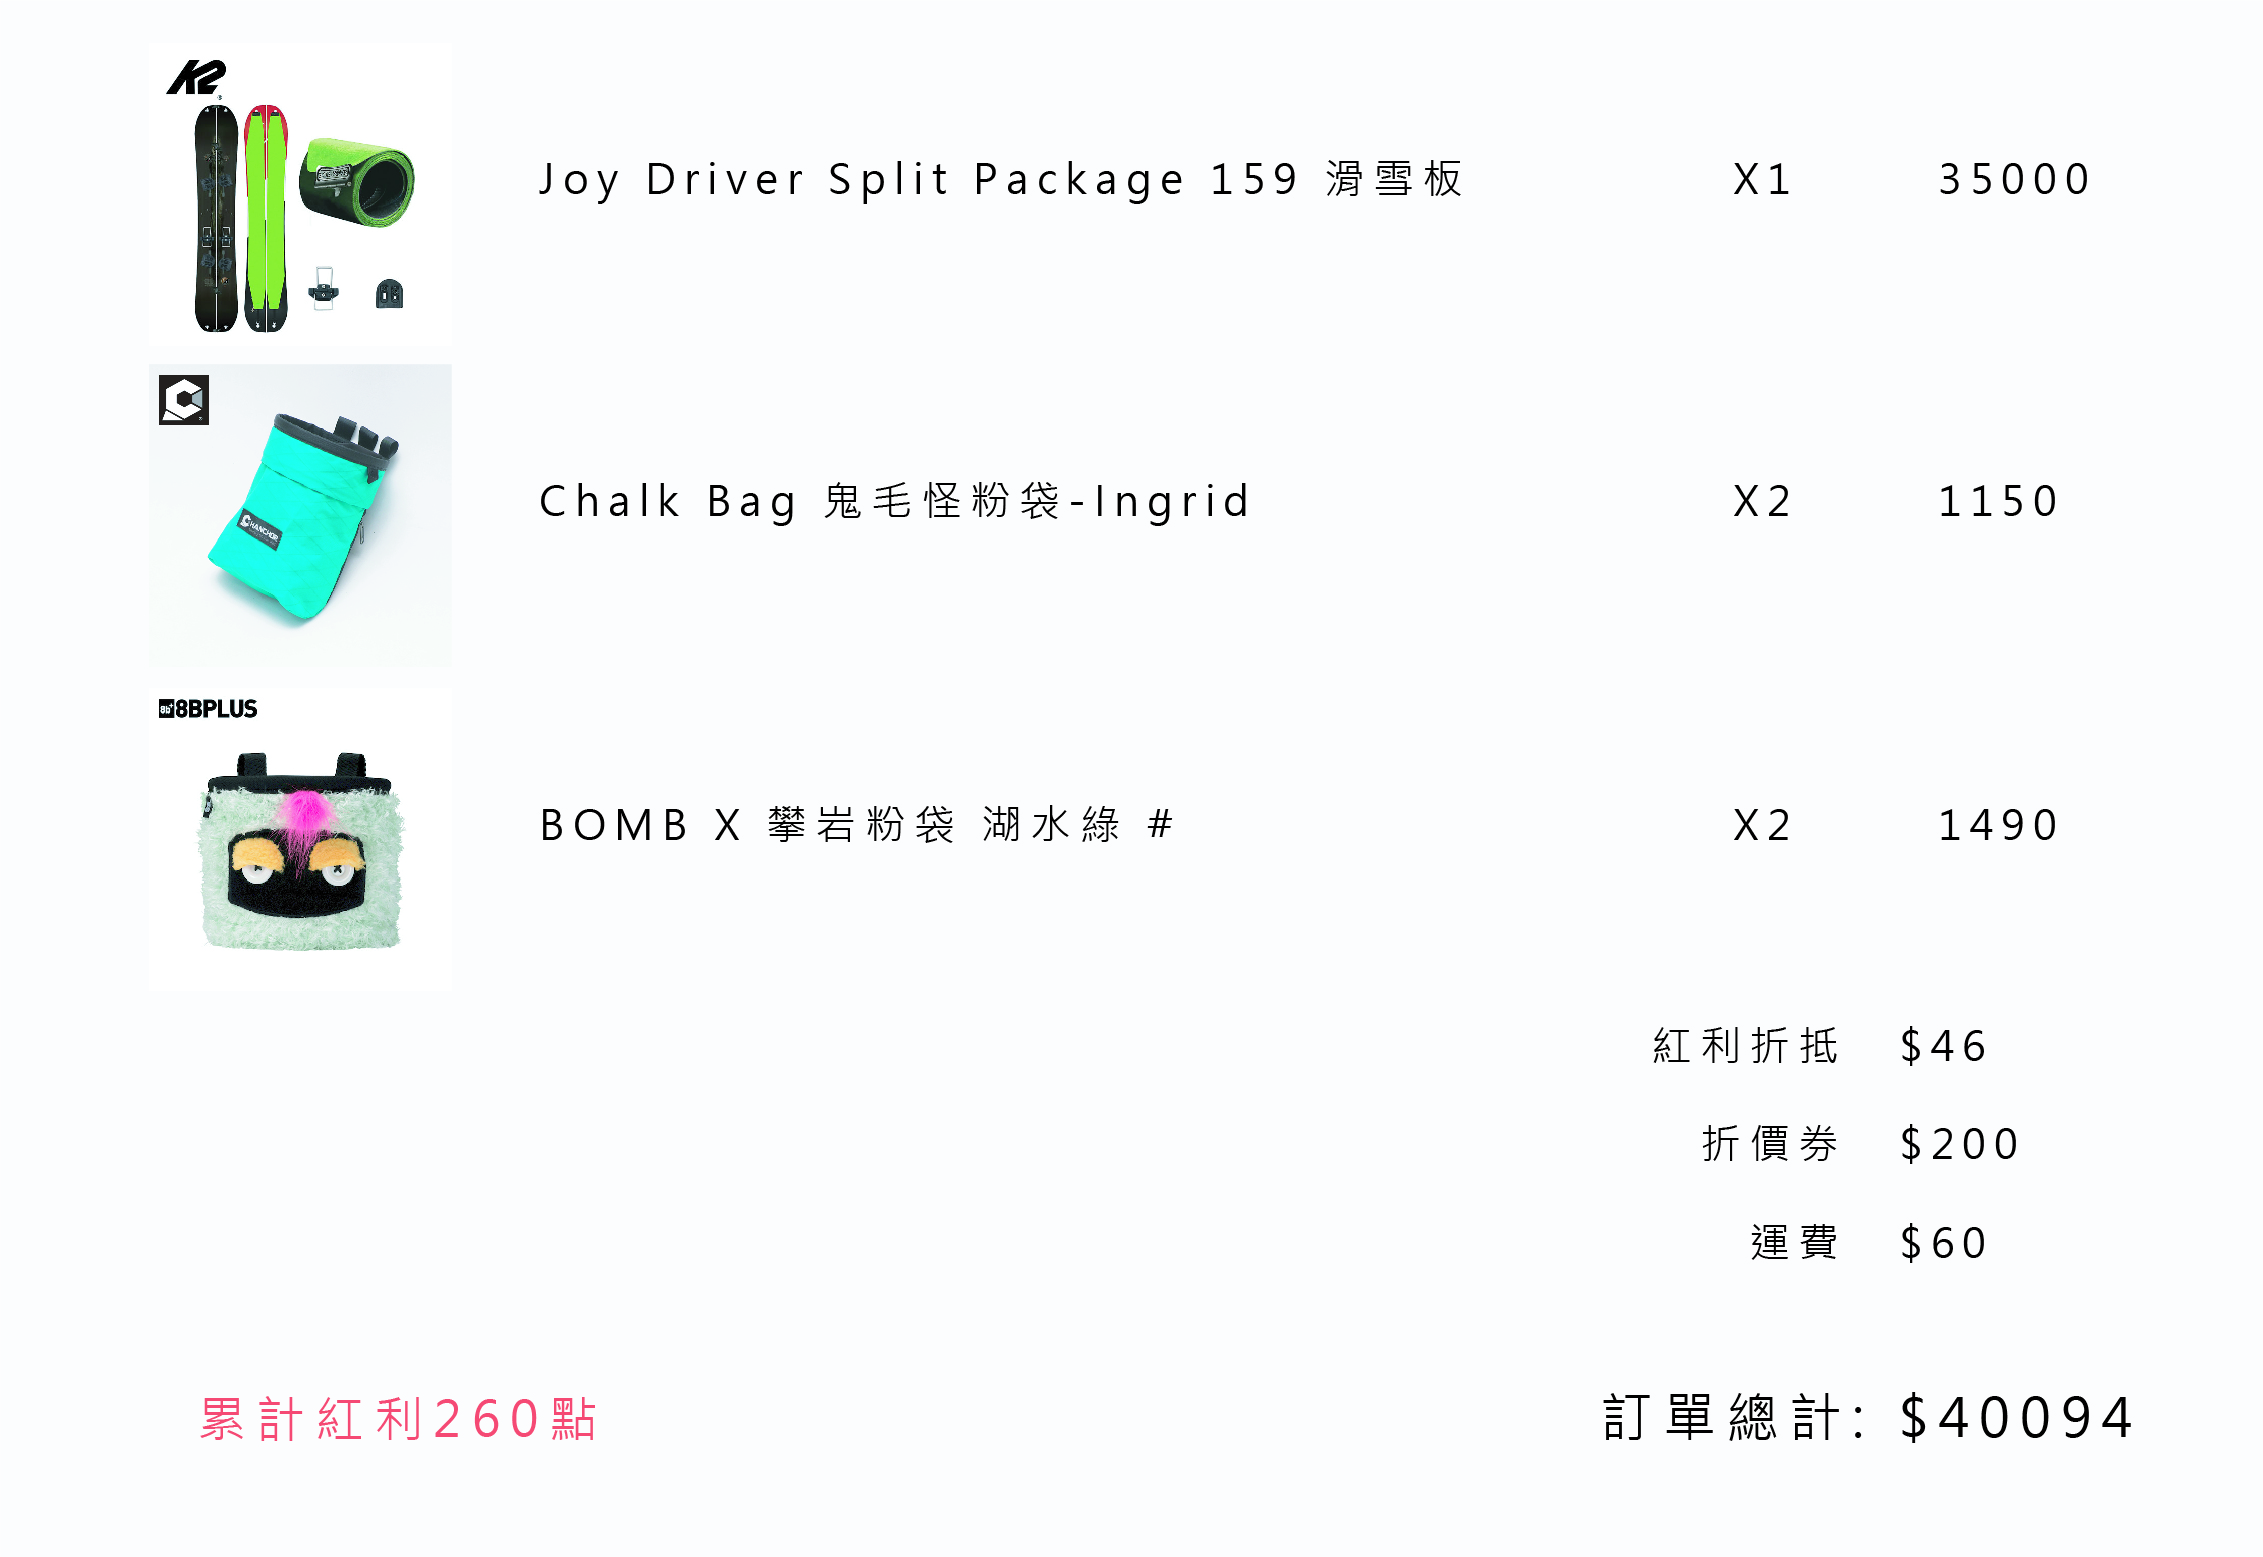 K2
Joy Driver Split Package 159 滑雪板 X1 35000
CHANCHOR
Chalk Bag 鬼毛怪粉袋-Ingrid X2 1150
8b+ 8BPLUS
BOMB X 攀岩粉袋 湖水綠 # X2 1490
紅利折抵 $46
折價券 $200
運費 $60
累計紅利260點
訂單總計: $40094